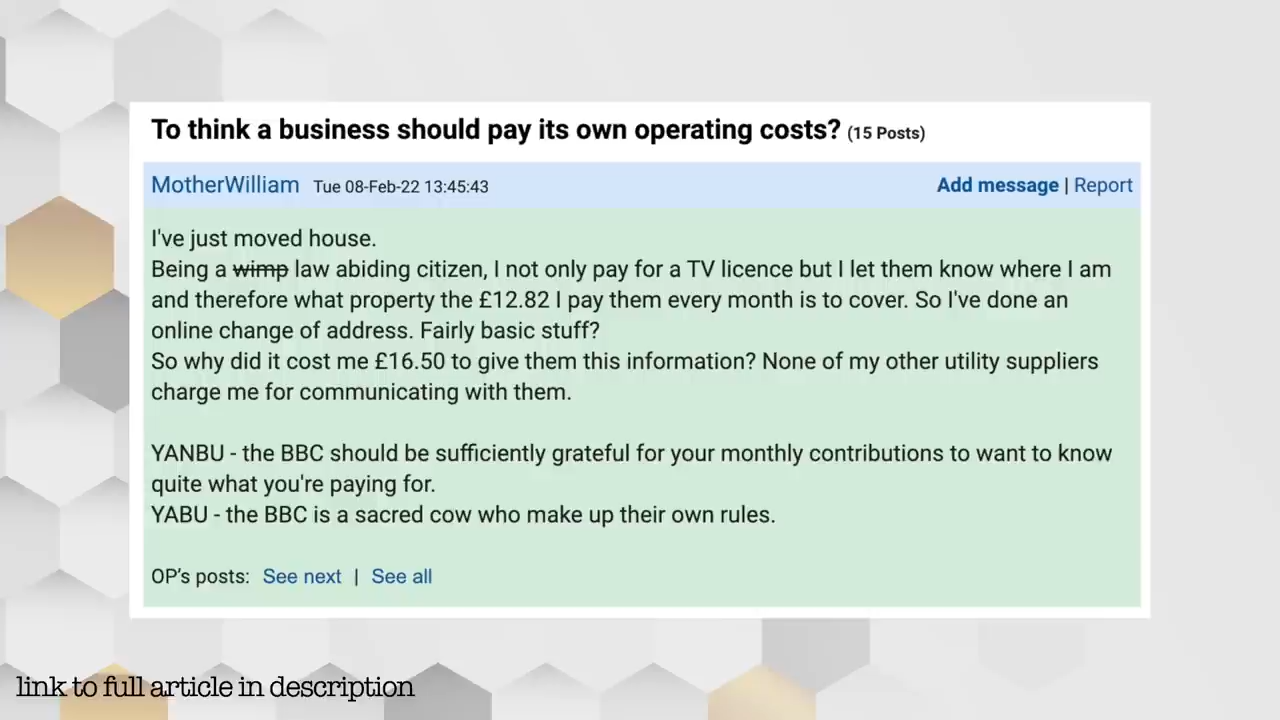 To think a business should pay its own operating costs? (15 Posts)
MotherWilliam Tue 08-Feb-22 13:45:43 Add message | Report
I've just moved house.
Being a wimp law abiding citizen, I not only pay for a TV licence but I let them know where I am
and therefore what property the £12.82 I pay them every month is to cover. So I've done an
online change of address. Fairly basic stuff?
So why did it cost me £16.50 to give them this information? None of my other utility suppliers
charge me for communicating with them.
YANBU - the BBC should be sufficiently grateful for your monthly contributions to want to know
quite what you're paying for.
YABU - the BBC is a sacred cow who make up their own rules.
OP's posts: See next | See all
link to full article in description